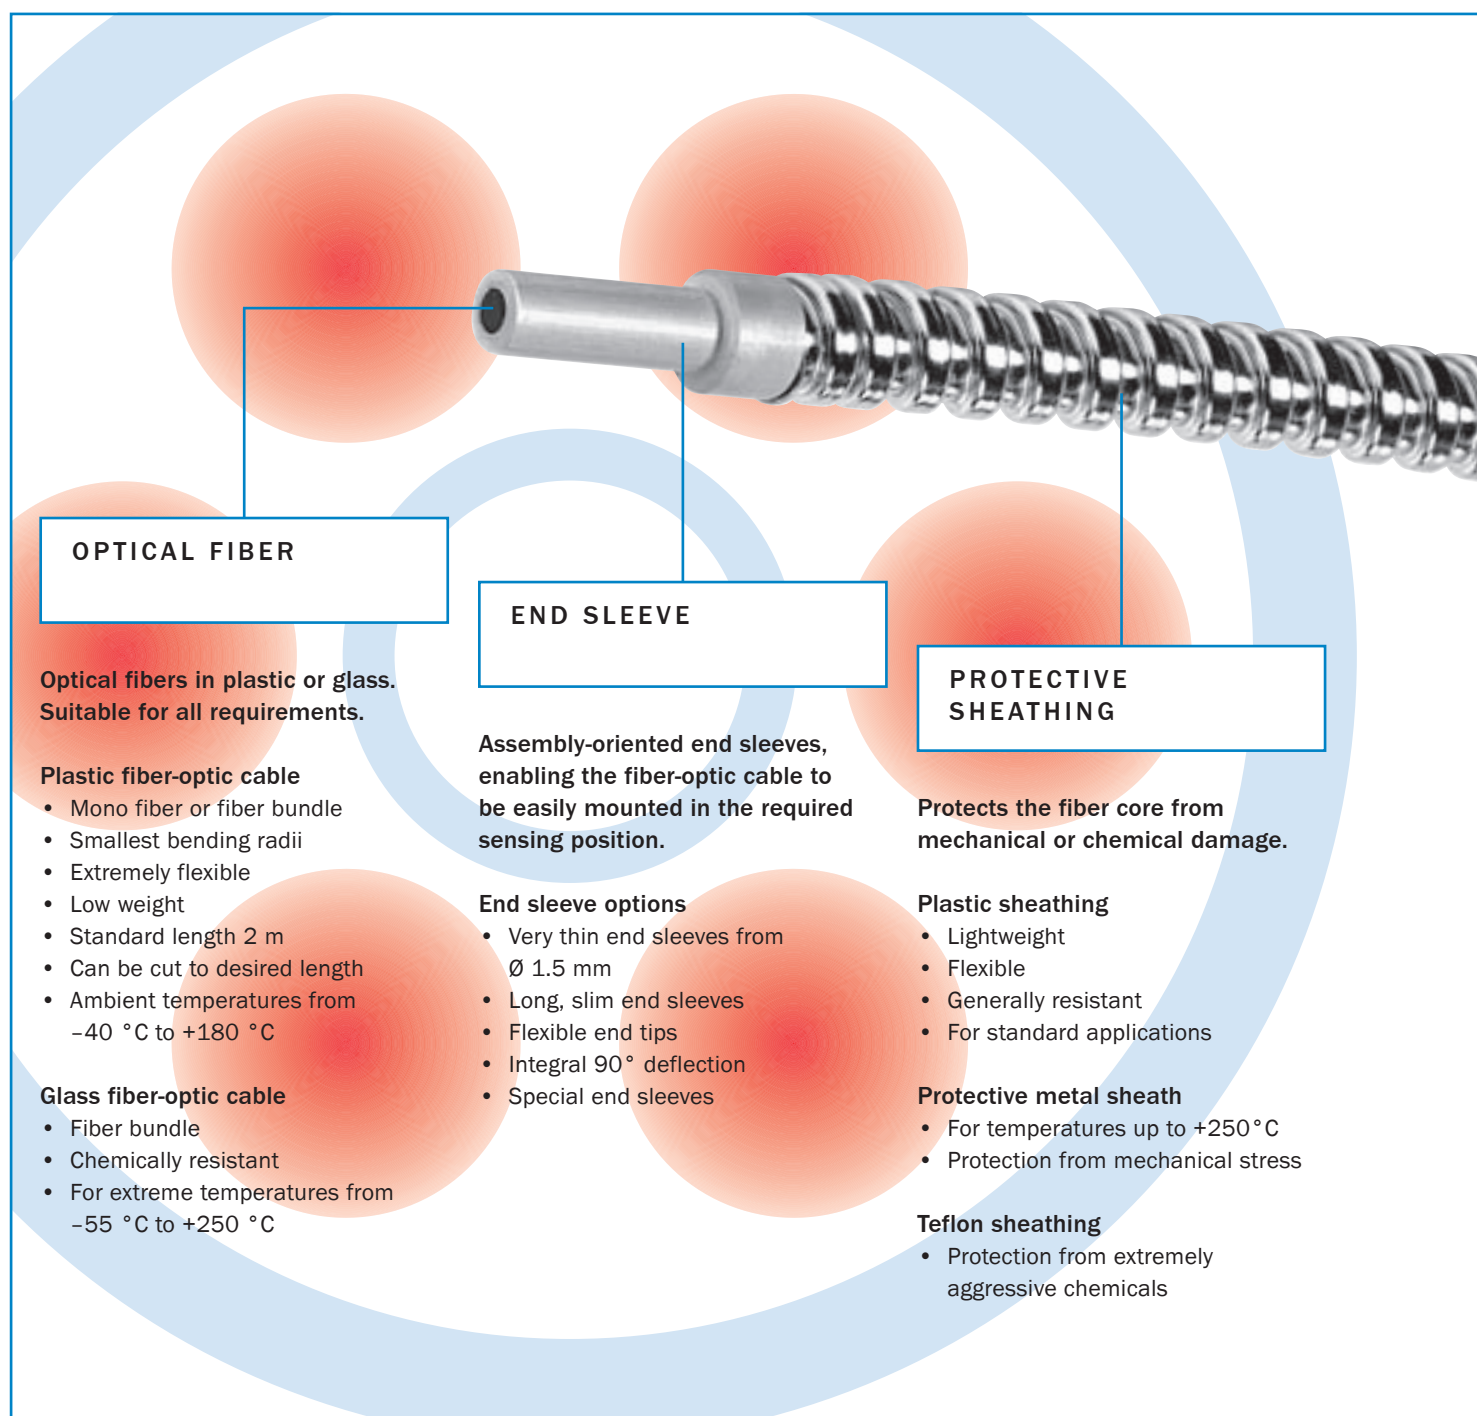 OPTICAL FIBER
Optical fibers in plastic or glass.
Suitable for all requirements.
Plastic fiber-optic cable
• Mono fiber or fiber bundle
• Smallest bending radii
• Extremely flexible
• Low weight
• Standard length 2 m
• Can be cut to desired length
• Ambient temperatures from
–40 °C to +180 °C
Glass fiber-optic cable
• Fiber bundle
• Chemically resistant
• For extreme temperatures from
–55 °C to +250 °C
END SLEEVE
Assembly-oriented end sleeves,
enabling the fiber-optic cable to
be easily mounted in the required
sensing position.
End sleeve options
• Very thin end sleeves from
Ø 1.5 mm
• Long, slim end sleeves
• Flexible end tips
• Integral 90° deflection
• Special end sleeves
PROTECTIVE
SHEATHING
Protects the fiber core from
mechanical or chemical damage.
Plastic sheathing
• Lightweight
• Flexible
• Generally resistant
• For standard applications
Protective metal sheath
• For temperatures up to +250°C
• Protection from mechanical stress
Teflon sheathing
• Protection from extremely
aggressive chemicals